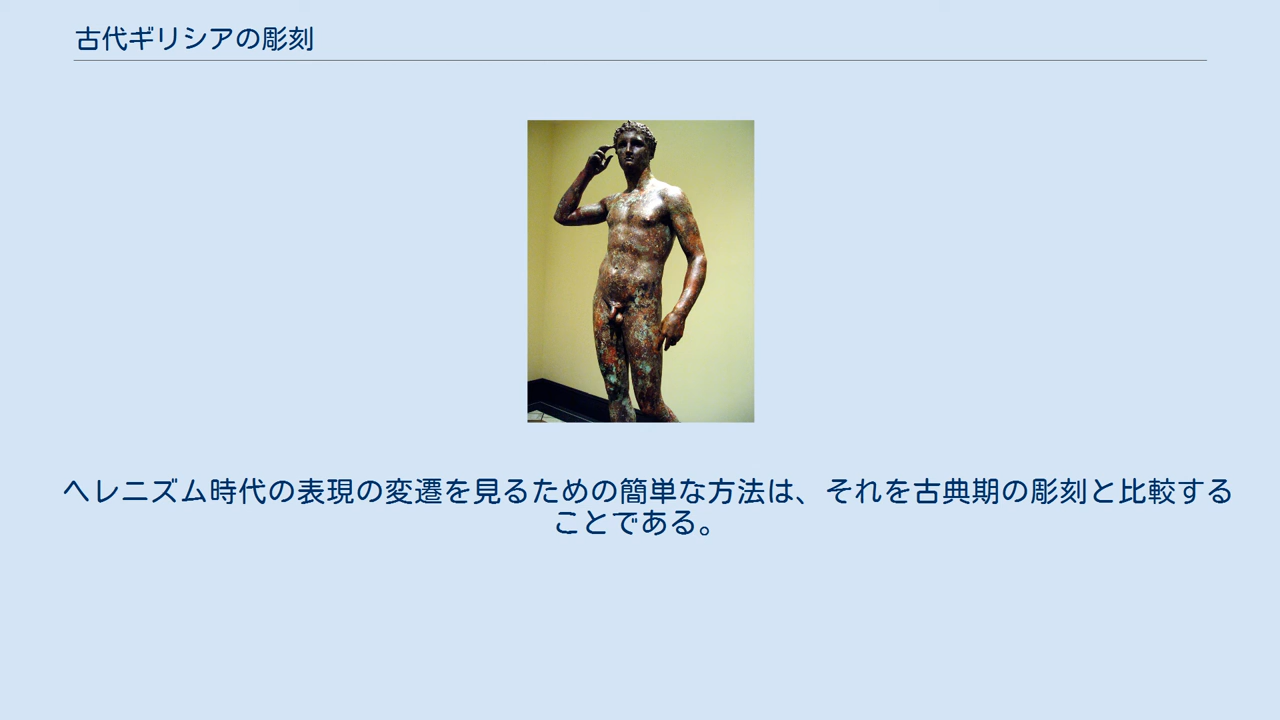 古代ギリシアの彫刻
ヘレニズム時代の表現の変遷を見るための簡単な方法は、それを古典期の彫刻と比較する
ことである。